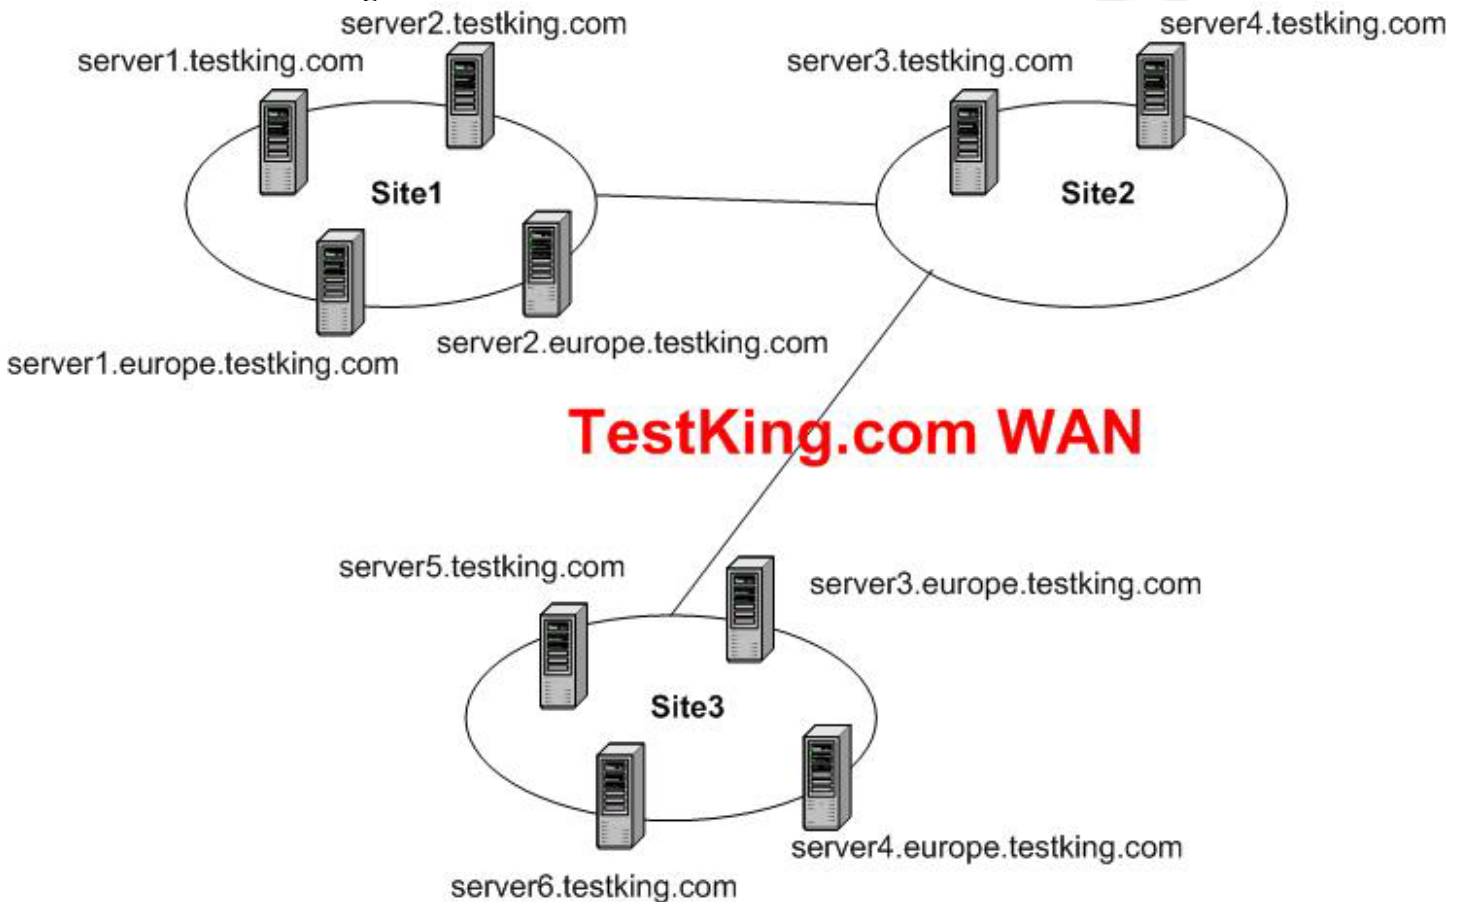 server2.testking.com
server4.testking.com
server1.testking.com
server3.testking.com
Site1
Site2
server2.europe.testking.com
server1.europe.testking.com
TestKing.com WAN
server5.testking.com
server3.europe.testking.com
Site3
server4.europe.testking.com
server6.testking.com